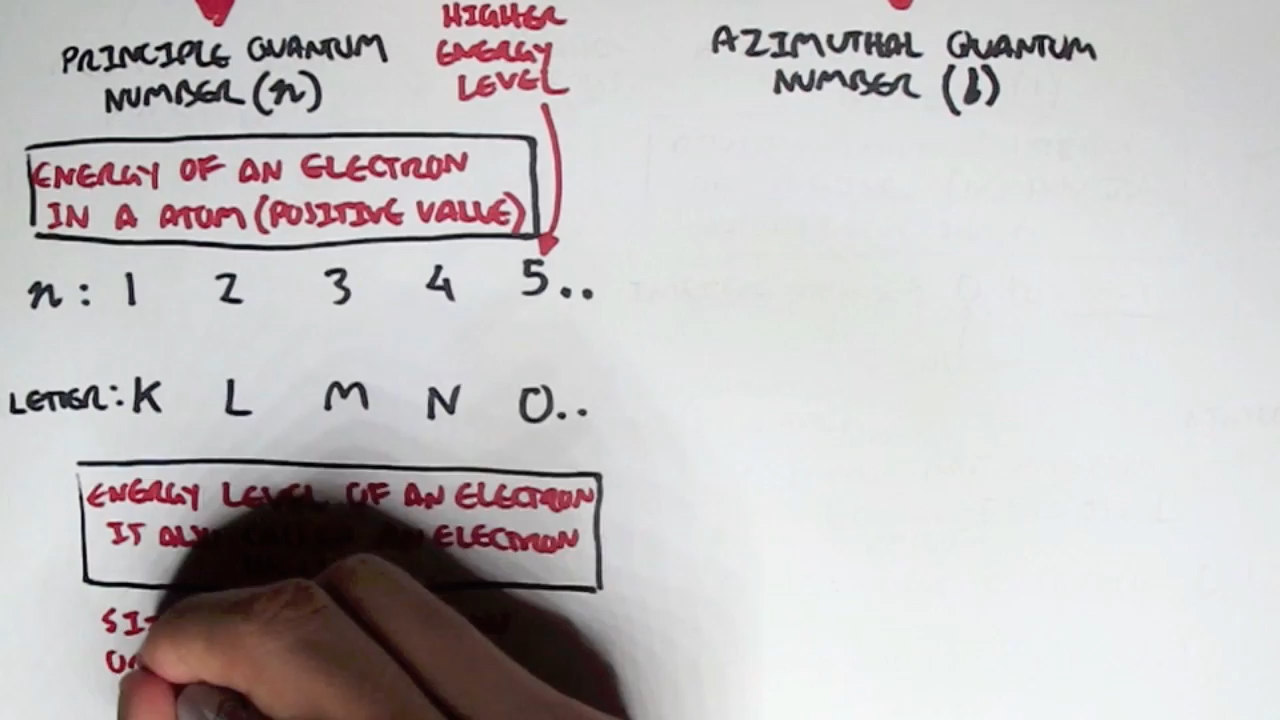 PRINCIPLE QUANTUM
NUMBER (n)
HIGHER
ENERGY
LEVEL
ENERGY OF AN ELECTRON
IN A ATOM (POSITIVE VALUE)
n: 1 2 3 4 5..
LETTER: K L M N O..
ENERGY LEVEL OF AN ELECTRON
ELECTRON
AZIMUTHAL QUANTUM
NUMBER (l)